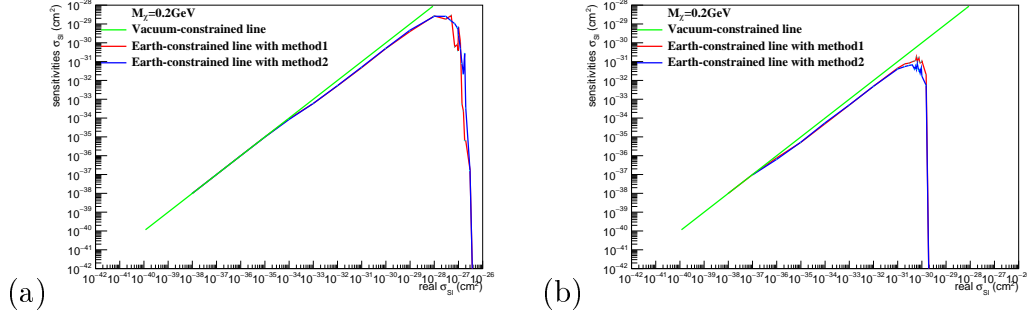 M_χ=0.2GeV
Vacuum-constrained line
Earth-constrained line with method1
Earth-constrained line with method2
sensitivities σ_SI (cm²)
10⁻²⁸
10⁻²⁹
10⁻³⁰
10⁻³¹
10⁻³²
10⁻³³
10⁻³⁴
10⁻³⁵
10⁻³⁶
10⁻³⁷
10⁻³⁸
10⁻³⁹
10⁻⁴⁰
10⁻⁴¹
10⁻⁴²
10⁻⁴² 10⁻⁴¹ 10⁻⁴⁰ 10⁻³⁹ 10⁻³⁸ 10⁻³⁷ 10⁻³⁶ 10⁻³⁵ 10⁻³⁴ 10⁻³³ 10⁻³² 10⁻³¹ 10⁻³⁰ 10⁻²⁹ 10⁻²⁸ 10⁻²⁷ 10⁻²⁶
real σ_SI (cm²)
(a)
M_χ=0.2GeV
Vacuum-constrained line
Earth-constrained line with method1
Earth-constrained line with method2
sensitivities σ_SI (cm²)
10⁻²⁸
10⁻²⁹
10⁻³⁰
10⁻³¹
10⁻³²
10⁻³³
10⁻³⁴
10⁻³⁵
10⁻³⁶
10⁻³⁷
10⁻³⁸
10⁻³⁹
10⁻⁴⁰
10⁻⁴¹
10⁻⁴²
10⁻⁴² 10⁻⁴¹ 10⁻⁴⁰ 10⁻³⁹ 10⁻³⁸ 10⁻³⁷ 10⁻³⁶ 10⁻³⁵ 10⁻³⁴ 10⁻³³ 10⁻³² 10⁻³¹ 10⁻³⁰ 10⁻²⁹ 10⁻²⁸ 10⁻²⁷
real σ_SI (cm²)
(b)